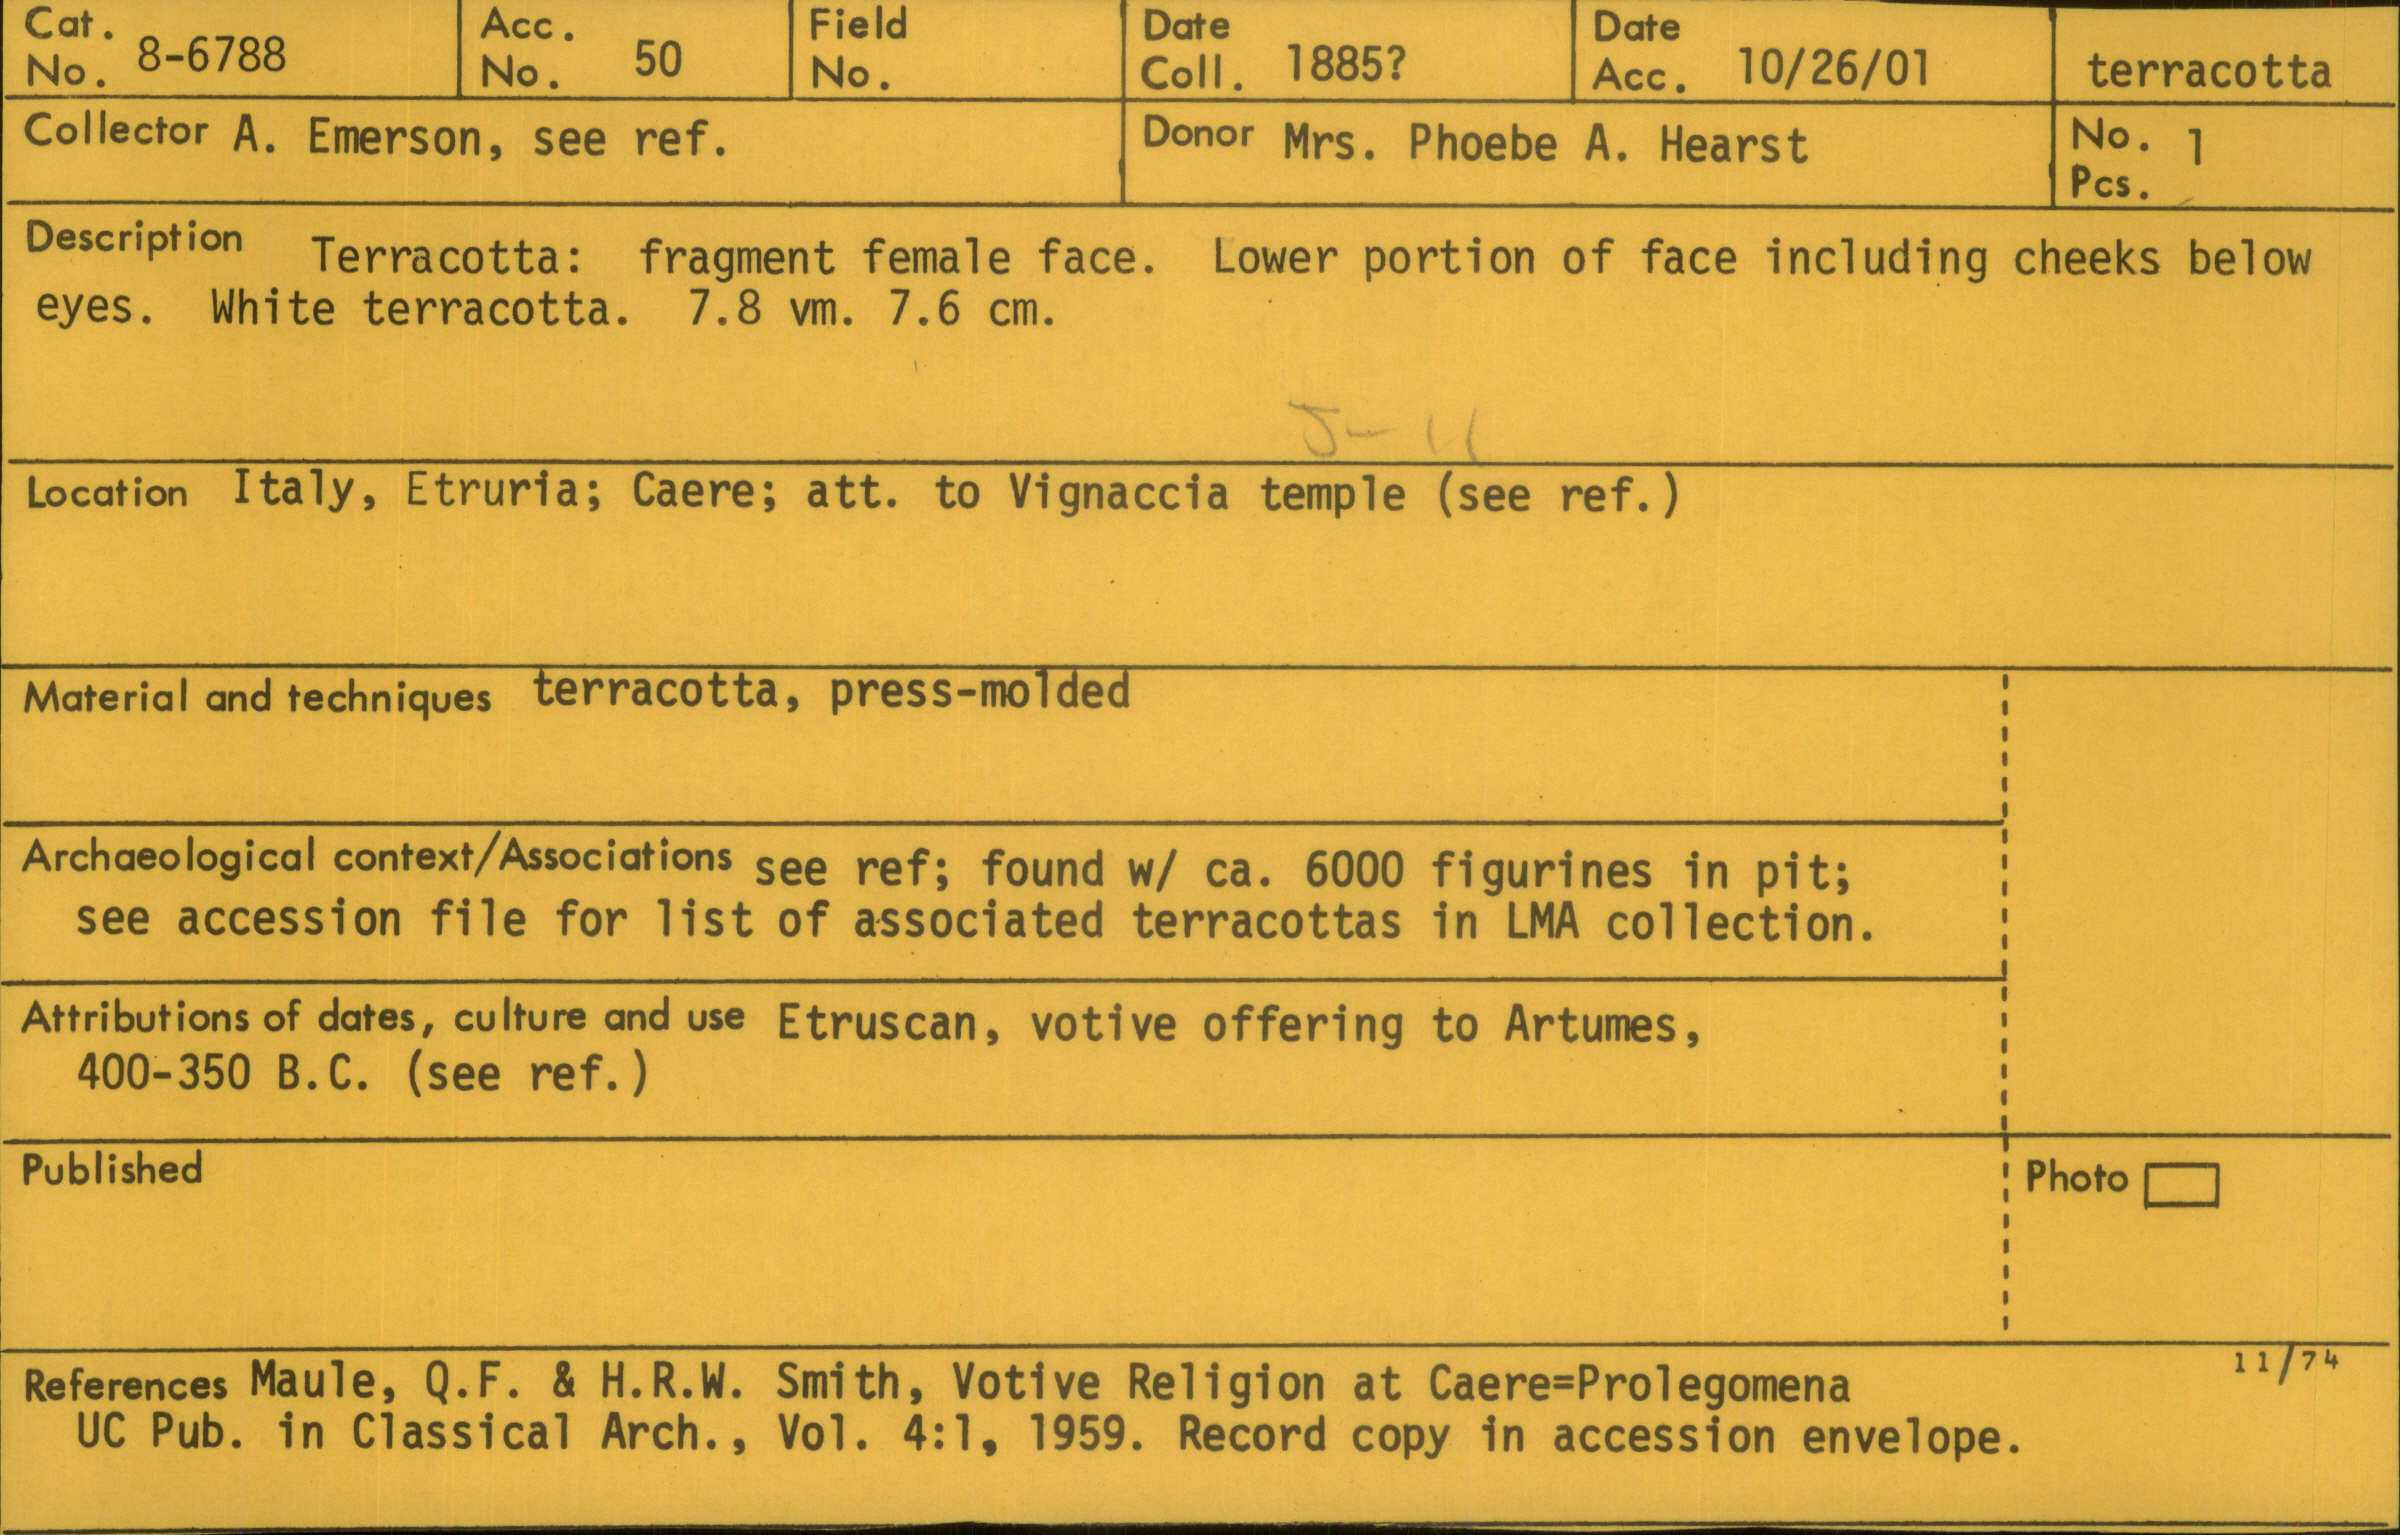 Cat. No. 8-6788
Acc. No. 50
Field No.
Date Coll. 1885?
Date Acc. 10/26/01
terracotta
Collector A. Emerson, see ref.
Donor Mrs. Phoebe A. Hearst
No. Pcs. 1
Description Terracotta: fragment female face. Lower portion of face including cheeks below
eyes. White terracotta. 7.8 vm. 7.6 cm.
J-11
Location Italy, Etruria; Caere; att. to Vignaccia temple (see ref.)
Material and techniques terracotta, press-molded
Archaeological context/Associations see ref; found w/ ca. 6000 figurines in pit;
see accession file for list of associated terracottas in LMA collection.
Attributions of dates, culture and use Etruscan, votive offering to Artumes,
400-350 B.C. (see ref.)
Published
Photo
References Maule, Q.F. & H.R.W. Smith, Votive Religion at Caere=Prolegomena
11/74
UC Pub. in Classical Arch., Vol. 4:1, 1959. Record copy in accession envelope.